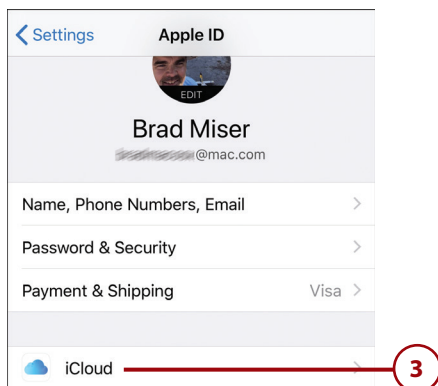 Settings Apple ID
EDIT
Brad Miser
@mac.com
Name, Phone Numbers, Email
Password & Security
Payment & Shipping Visa
iCloud 3